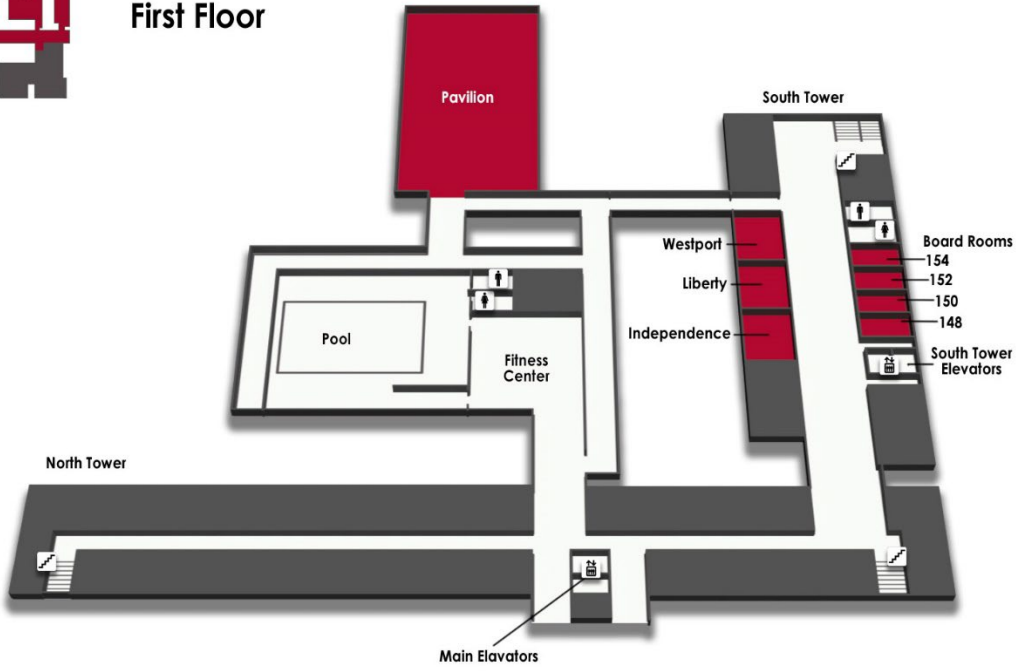 First Floor
Pavilion
South Tower
Westport
Board Rooms
154
Liberty
152
150
148
Independence
Pool
Fitness
Center
South Tower
Elevators
North Tower
Main Elavators